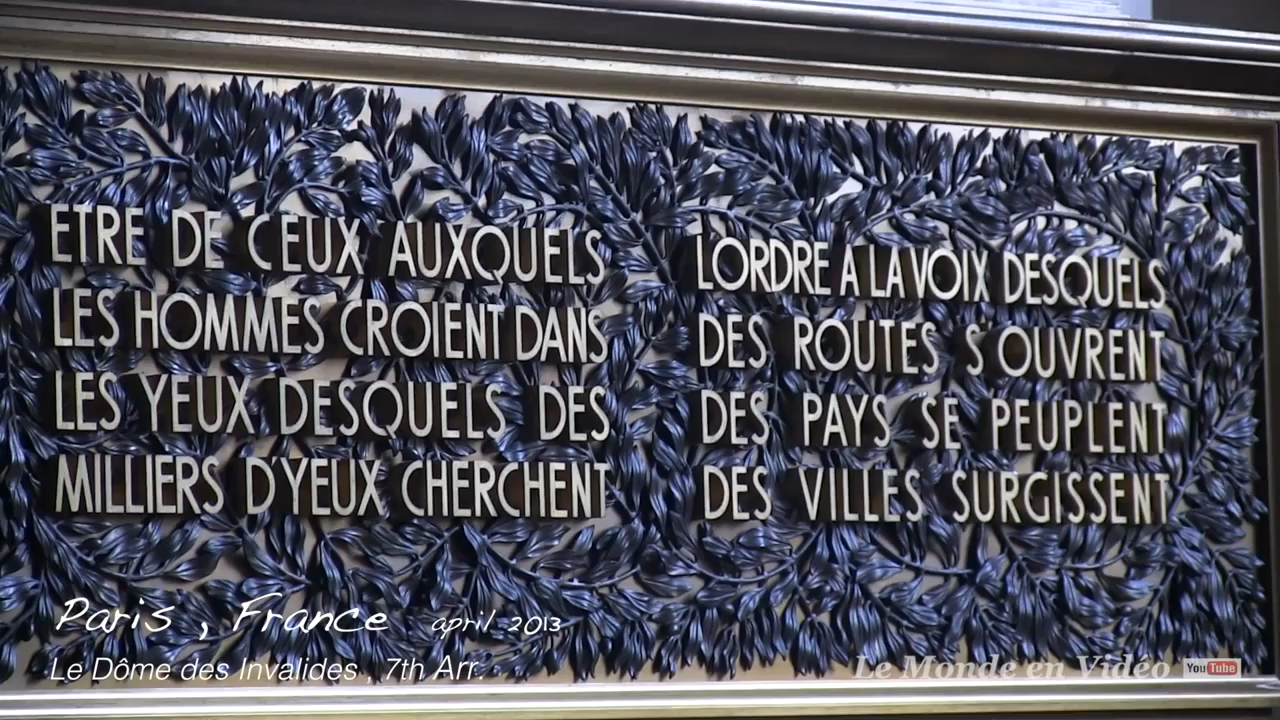 ETRE DE CEUX AUXQUELS
LES HOMMES CROIENT DANS
LES YEUX DESQUELS DES
MILLIERS D'YEUX CHERCHENT
LORDRE A LA VOIX DESQUELS
DES ROUTES S'OUVRENT
DES PAYS SE PEUPLENT
DES VILLES SURGISSENT
Paris , France april 2013
Le Dôme des Invalides , 7th Arr.
Le Monde en Vidéo YouTube